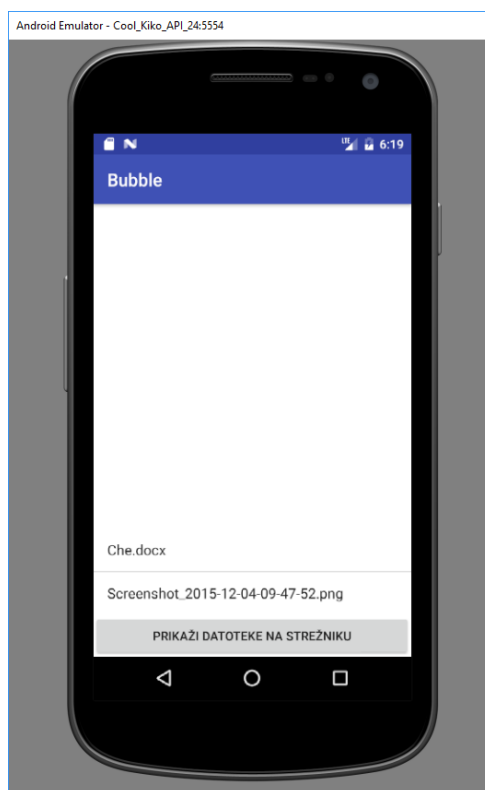 Android Emulator - Cool_Kiko_API_24:5554
LTE 6:19
Bubble
Che.docx
Screenshot_2015-12-04-09-47-52.png
PRIKAŽI DATOTEKE NA STREŽNIKU